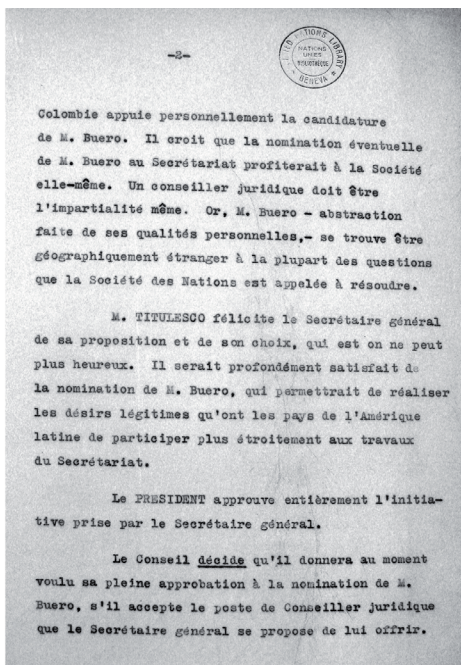 -2-
UNITED NATIONS LIBRARY
NATIONS
UNIES
BIBLIOTHÈQUE
GENEVA
Colombie appuie personnellement la candidature
de M. Buero. Il croit que la nomination éventuelle
de M. Buero au Secrétariat profiterait à la Société
elle-même. Un conseiller juridique doit être
l'impartialité même. Or, M. Buero - abstraction
faite de ses qualités personnelles,- se trouve être
géographiquement étranger à la plupart des questions
que la Société des Nations est appelée à résoudre.
M. TITULESCO félicite le Secrétaire général
de sa proposition et de son choix, qui est on ne peut
plus heureux. Il serait profondément satisfait de
la nomination de M. Buero, qui permettrait de réaliser
les désirs légitimes qu'ont les pays de l'Amérique
latine de participer plus étroitement aux travaux
du Secrétariat.
Le PRESIDENT approuve entièrement l'initia-
tive prise par le Secrétaire général.
Le Conseil décide qu'il donnera au moment
voulu sa pleine approbation à la nomination de M.
Buero, s'il accepte le poste de Conseiller juridique
que le Secrétaire général se propose de lui offrir.